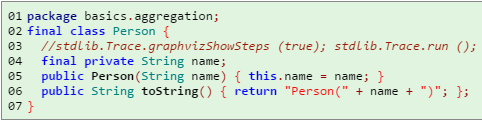 01 package basics.aggregation;
02 final class Person {
03   //stdlib.Trace.graphvizShowSteps (true); stdlib.Trace.run ();
04   final private String name;
05   public Person(String name) { this.name = name; }
06   public String toString() { return "Person(" + name + ")"; };
07 }